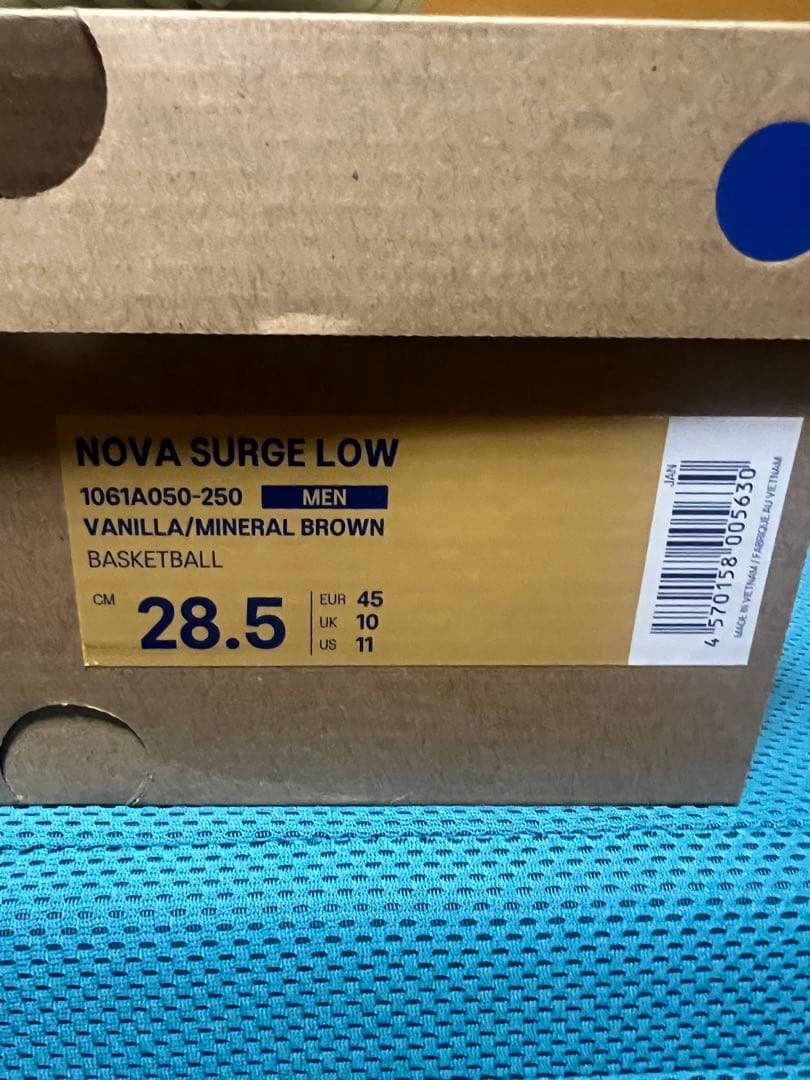 NOVA SURGE LOW
1061A050-250 MEN
VANILLA/MINERAL BROWN
BASKETBALL
CM 28.5
EUR 45
UK 10
US 11
JAN
4 570158 005630
MADE IN VIETNAM / FABRIQUE AU VIETNAM